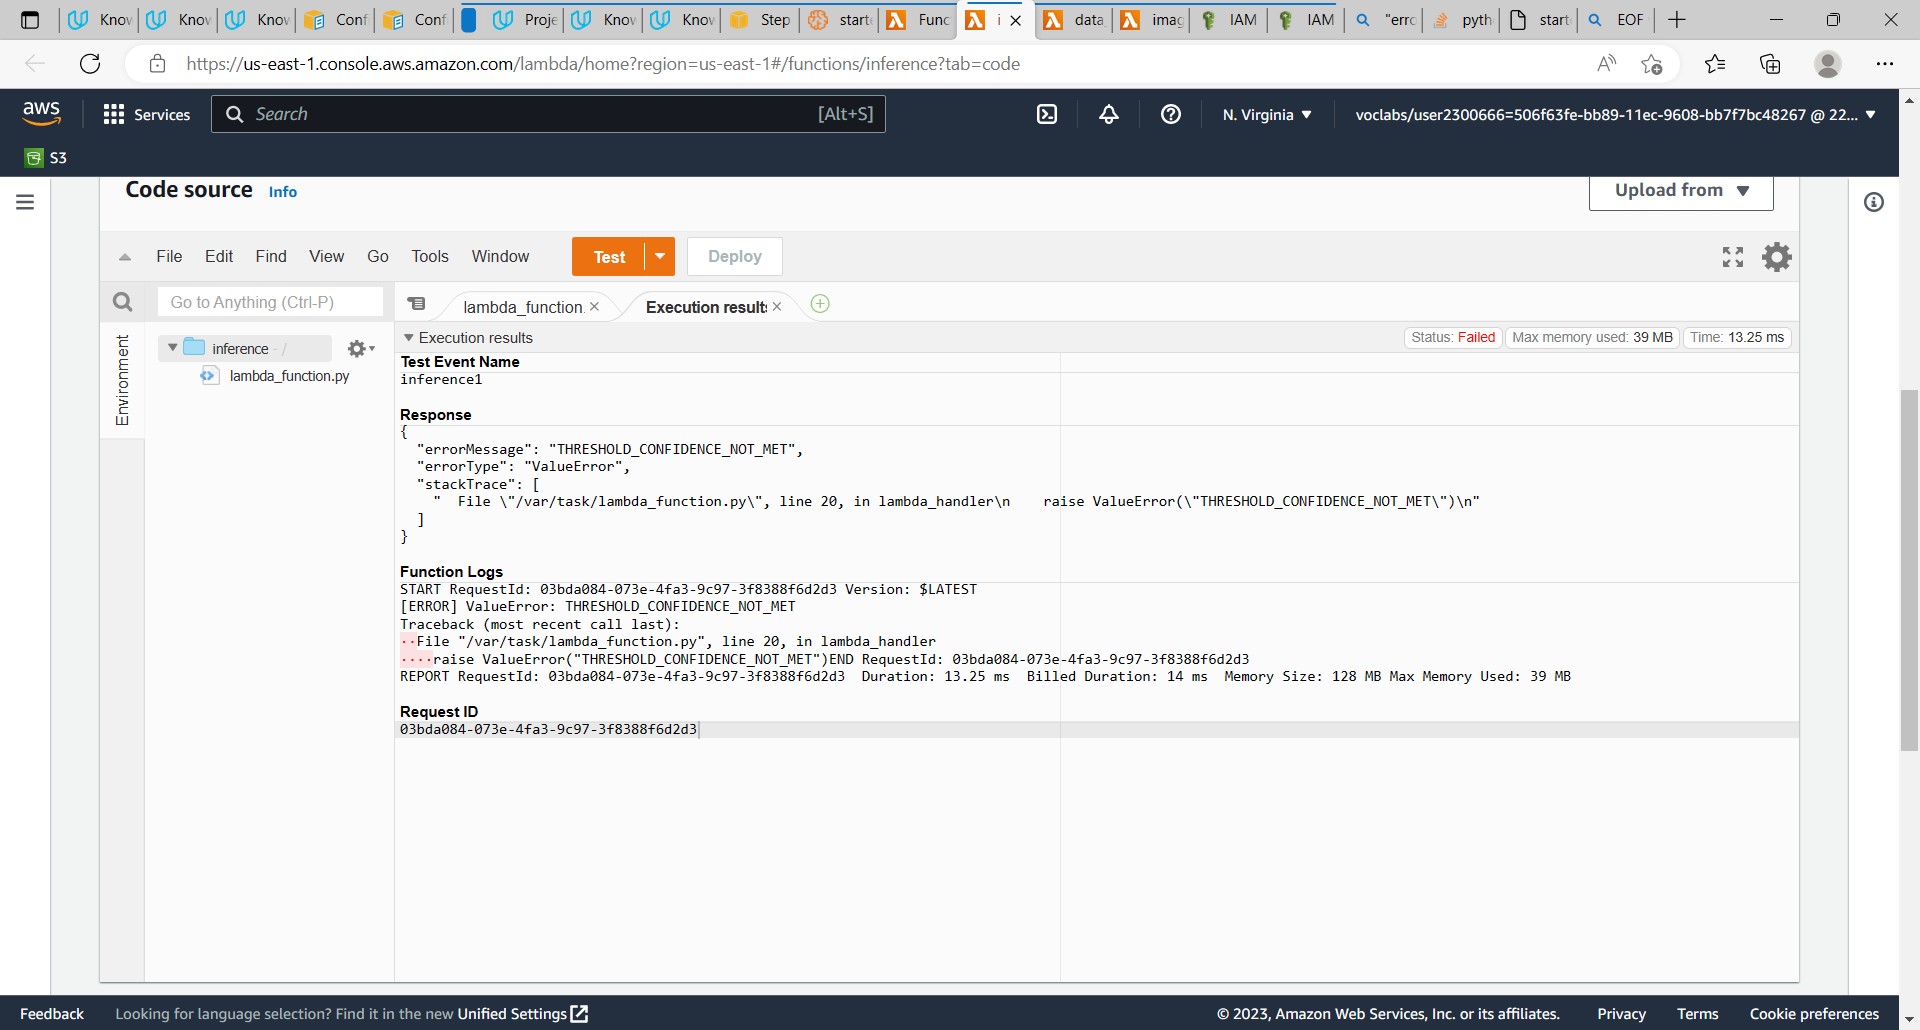 Knov
Knov
Knov
Conf
Conf
Proje
Knov
Knov
Step
starte
Func
i
data
imag
IAM
IAM
"erro
pyth
start
EOF
https://us-east-1.console.aws.amazon.com/lambda/home?region=us-east-1#/functions/inference?tab=code
aws
Services
Search
[Alt+S]
N. Virginia
voclabs/user2300666=506f63fe-bb89-11ec-9608-bb7f7bc48267 @ 22...
S3
Code source Info
Upload from
File Edit Find View Go Tools Window
Test
Deploy
Go to Anything (Ctrl-P)
lambda_function.
Execution results
Environment
inference - /
lambda_function.py
Execution results
Status: Failed
Max memory used: 39 MB
Time: 13.25 ms
Test Event Name
inference1
Response
{
"errorMessage": "THRESHOLD_CONFIDENCE_NOT_MET",
"errorType": "ValueError",
"stackTrace": [
"  File \"/var/task/lambda_function.py\", line 20, in lambda_handler\n    raise ValueError(\"THRESHOLD_CONFIDENCE_NOT_MET\")\n"
]
}
Function Logs
START RequestId: 03bda084-073e-4fa3-9c97-3f8388f6d2d3 Version: $LATEST
[ERROR] ValueError: THRESHOLD_CONFIDENCE_NOT_MET
Traceback (most recent call last):
··File "/var/task/lambda_function.py", line 20, in lambda_handler
····raise ValueError("THRESHOLD_CONFIDENCE_NOT_MET")END RequestId: 03bda084-073e-4fa3-9c97-3f8388f6d2d3
REPORT RequestId: 03bda084-073e-4fa3-9c97-3f8388f6d2d3  Duration: 13.25 ms  Billed Duration: 14 ms  Memory Size: 128 MB Max Memory Used: 39 MB
Request ID
03bda084-073e-4fa3-9c97-3f8388f6d2d3
Feedback
Looking for language selection? Find it in the new Unified Settings
© 2023, Amazon Web Services, Inc. or its affiliates.
Privacy
Terms
Cookie preferences